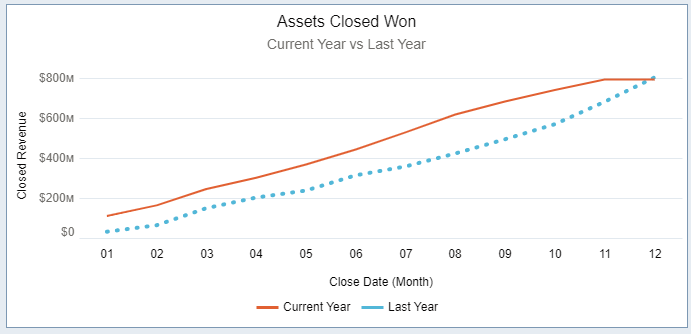 Assets Closed Won
Current Year vs Last Year
Closed Revenue
$800M
$600M
$400M
$200M
$0
01 02 03 04 05 06 07 08 09 10 11 12
Close Date (Month)
Current Year Last Year